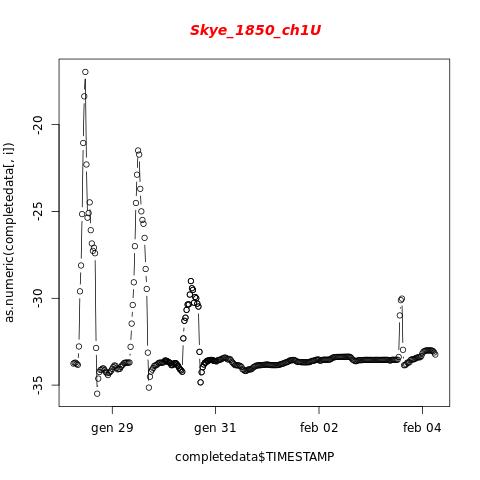 Skye_1850_ch1U
as.numeric(completedata[, i])
-20
-25
-30
-35
gen 29
gen 31
feb 02
feb 04
completedata$TIMESTAMP